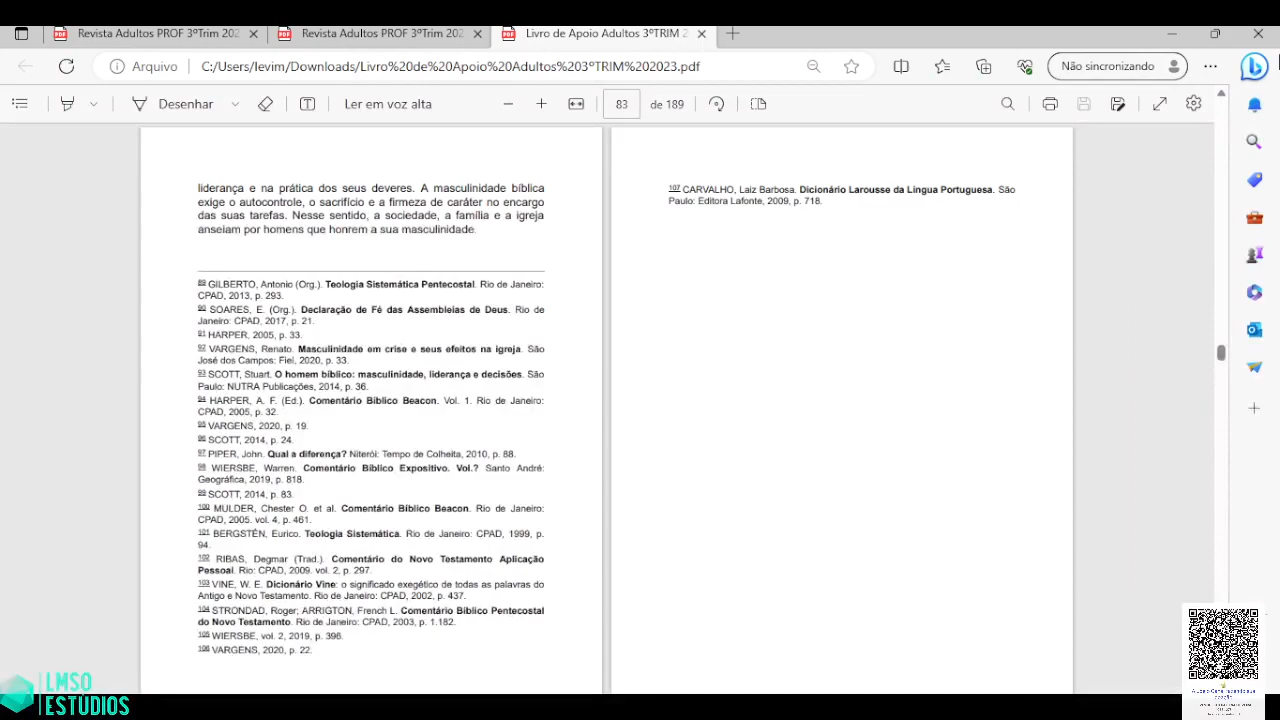 Revista Adultos PROF 3ºTrim 202
Revista Adultos PROF 3ºTrim 202
Livro de Apoio Adultos 3ºTRIM 2
Arquivo
C:/Users/levim/Downloads/Livro%20de%20Apoio%20Adultos%203ºTRIM%202023.pdf
Não sincronizando
Desenhar
Ler em voz alta
83 de 189
liderança e na prática dos seus deveres. A masculinidade bíblica
exige o autocontrole, o sacrifício e a firmeza de caráter no encargo
das suas tarefas. Nesse sentido, a sociedade, a família e a igreja
anseiam por homens que honrem a sua masculinidade.
89 GILBERTO, Antonio (Org.). Teologia Sistemática Pentecostal. Rio de Janeiro:
CPAD, 2013, p. 293.
90 SOARES, E. (Org.). Declaração de Fé das Assembleias de Deus. Rio de
Janeiro: CPAD, 2017, p. 21.
91 HARPER, 2005, p. 33.
92 VARGENS, Renato. Masculinidade em crise e seus efeitos na igreja. São
José dos Campos: Fiel, 2020, p. 33.
93 SCOTT, Stuart. O homem bíblico: masculinidade, liderança e decisões. São
Paulo: NUTRA Publicações, 2014, p. 36.
94 HARPER, A. F. (Ed.). Comentário Bíblico Beacon. Vol. 1. Rio de Janeiro:
CPAD, 2005, p. 32.
95 VARGENS, 2020, p. 19.
96 SCOTT, 2014, p. 24.
97 PIPER, John. Qual a diferença? Niterói: Tempo de Colheita, 2010, p. 88.
98 WIERSBE, Warren. Comentário Bíblico Expositivo. Vol.? Santo André:
Geográfica, 2019, p. 818.
99 SCOTT, 2014, p. 83.
100 MULDER, Chester O. et al. Comentário Bíblico Beacon. Rio de Janeiro:
CPAD, 2005. vol. 4, p. 461.
101 BERGSTÉN, Eurico. Teologia Sistemática. Rio de Janeiro: CPAD, 1999, p.
94.
102 RIBAS, Degmar (Trad.). Comentário do Novo Testamento Aplicação
Pessoal. Rio: CPAD, 2009. vol. 2, p. 297.
103 VINE, W. E. Dicionário Vine: o significado exegético de todas as palavras do
Antigo e Novo Testamento. Rio de Janeiro: CPAD, 2002, p. 437.
104 STRONDAD, Roger; ARRIGTON, French L. Comentário Bíblico Pentecostal
do Novo Testamento. Rio de Janeiro: CPAD, 2003, p. 1.182.
105 WIERSBE, vol. 2, 2019, p. 396.
106 VARGENS, 2020, p. 22.
107 CARVALHO, Laiz Barbosa. Dicionário Larousse da Língua Portuguesa. São
Paulo: Editora Lafonte, 2009, p. 718.
LMSO
ESTUDIOS